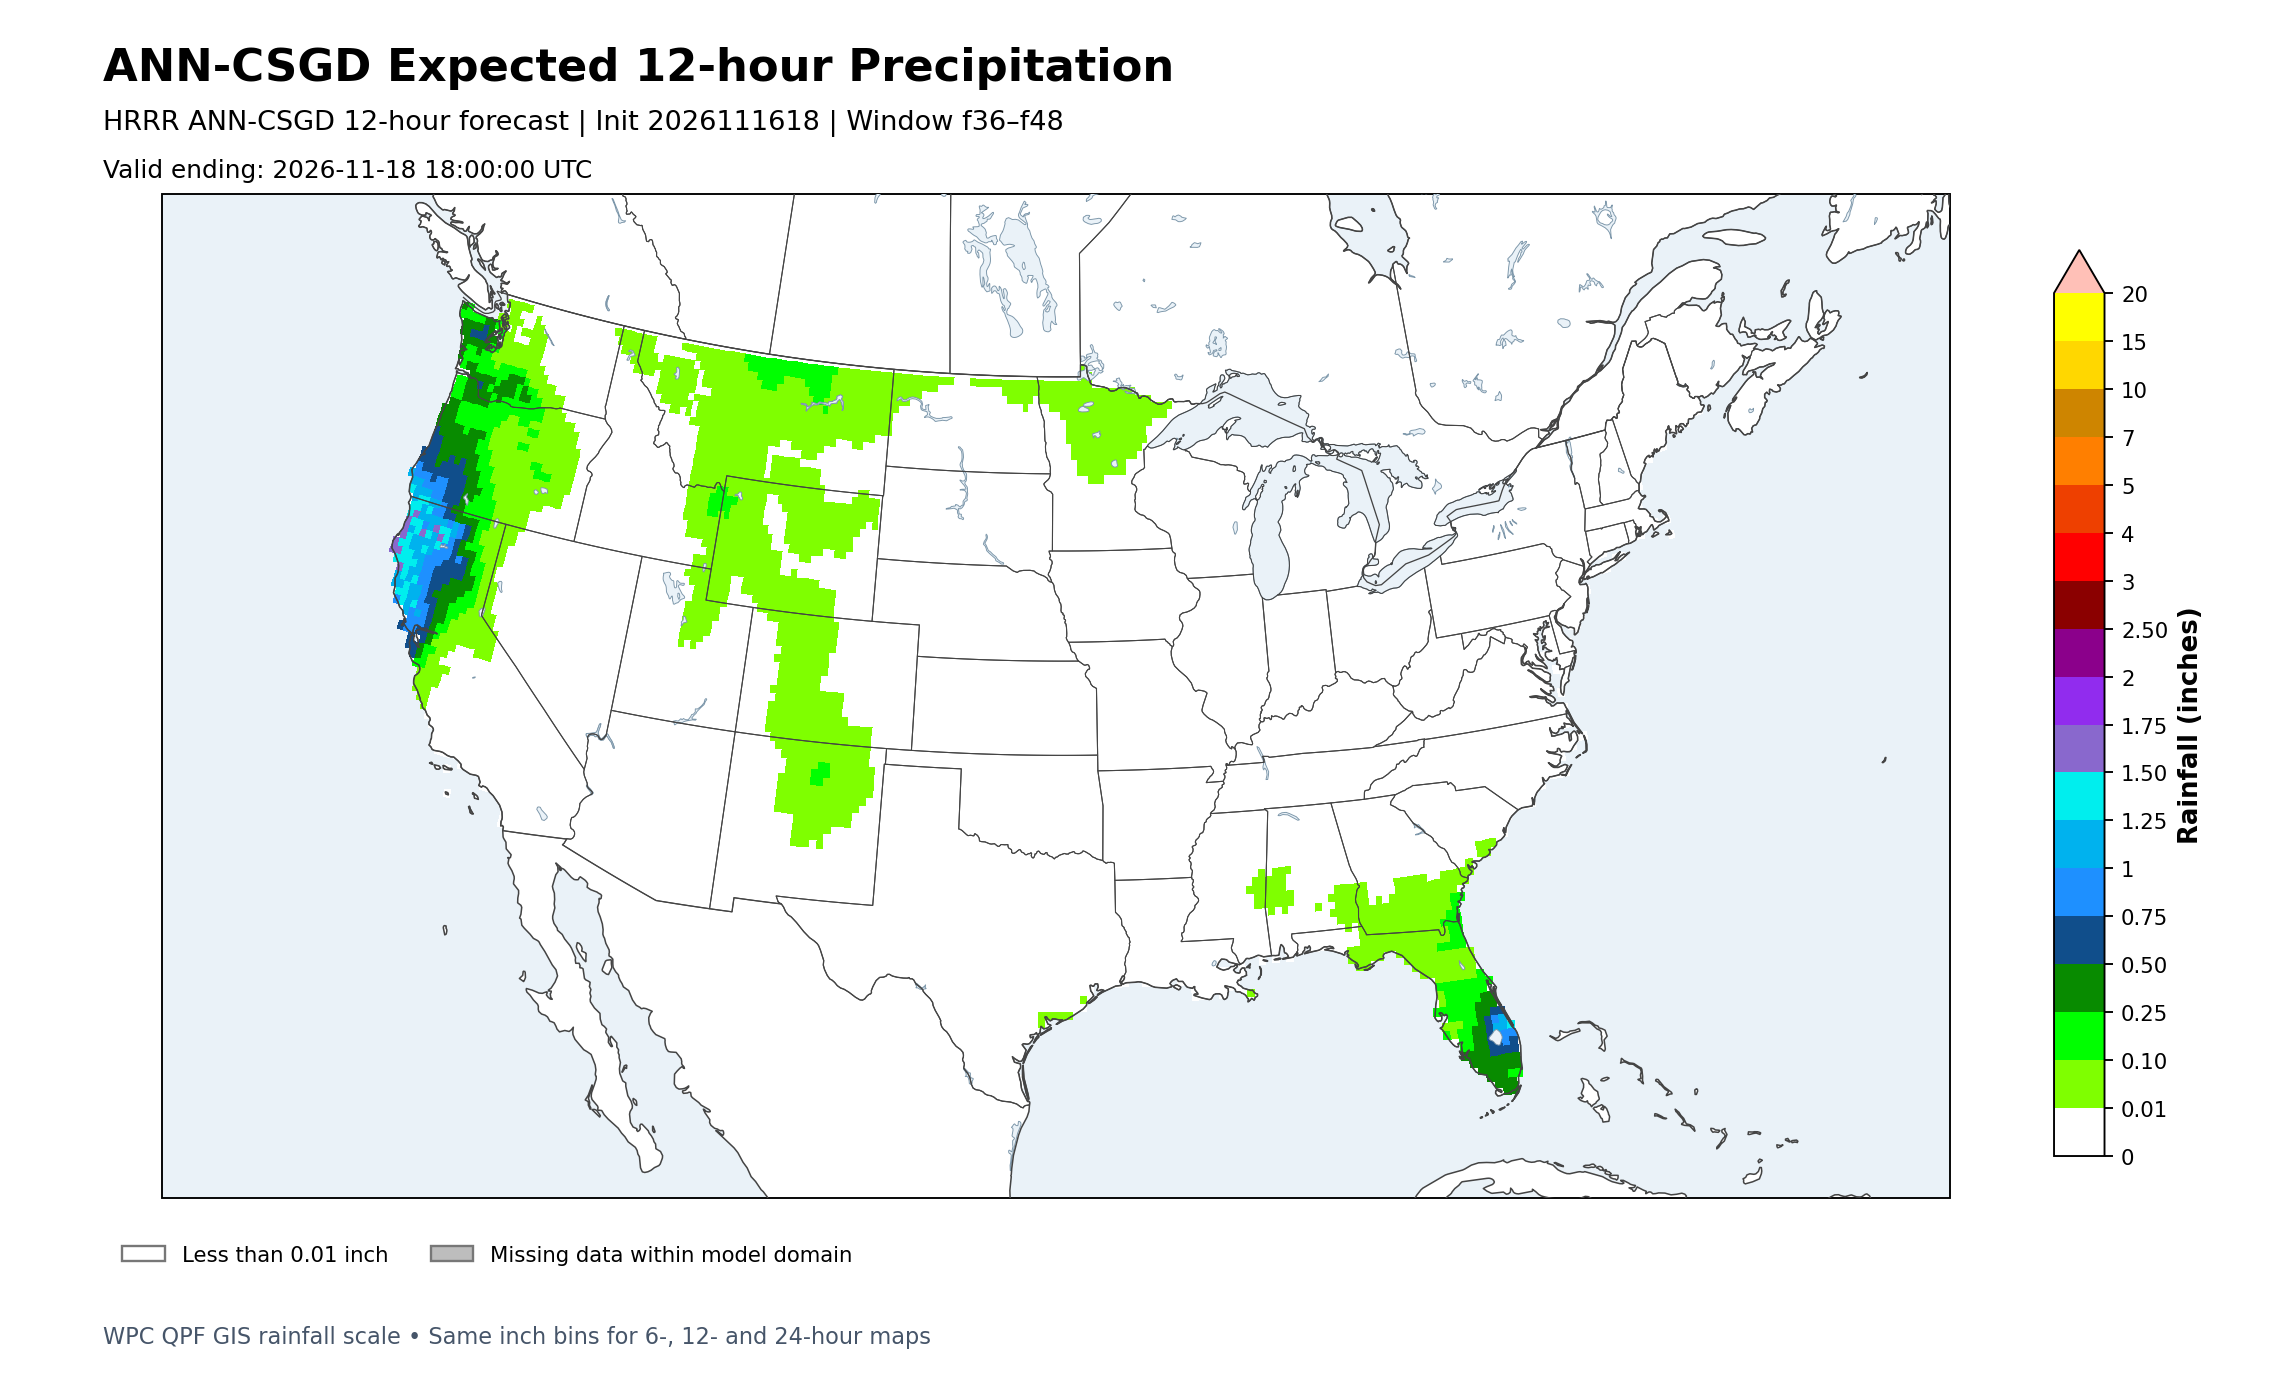 ANN-CSGD Expected 12-hour Precipitation
HRRR ANN-CSGD 12-hour forecast | Init 2026111618 | Window f36–f48
Valid ending: 2026-11-18 18:00:00 UTC
20
15
10
7
5
4
3
2.50
2
1.75
1.50
1.25
1
0.75
0.50
0.25
0.10
0.01
0
Rainfall (inches)
Less than 0.01 inch
Missing data within model domain
WPC QPF GIS rainfall scale • Same inch bins for 6-, 12- and 24-hour maps